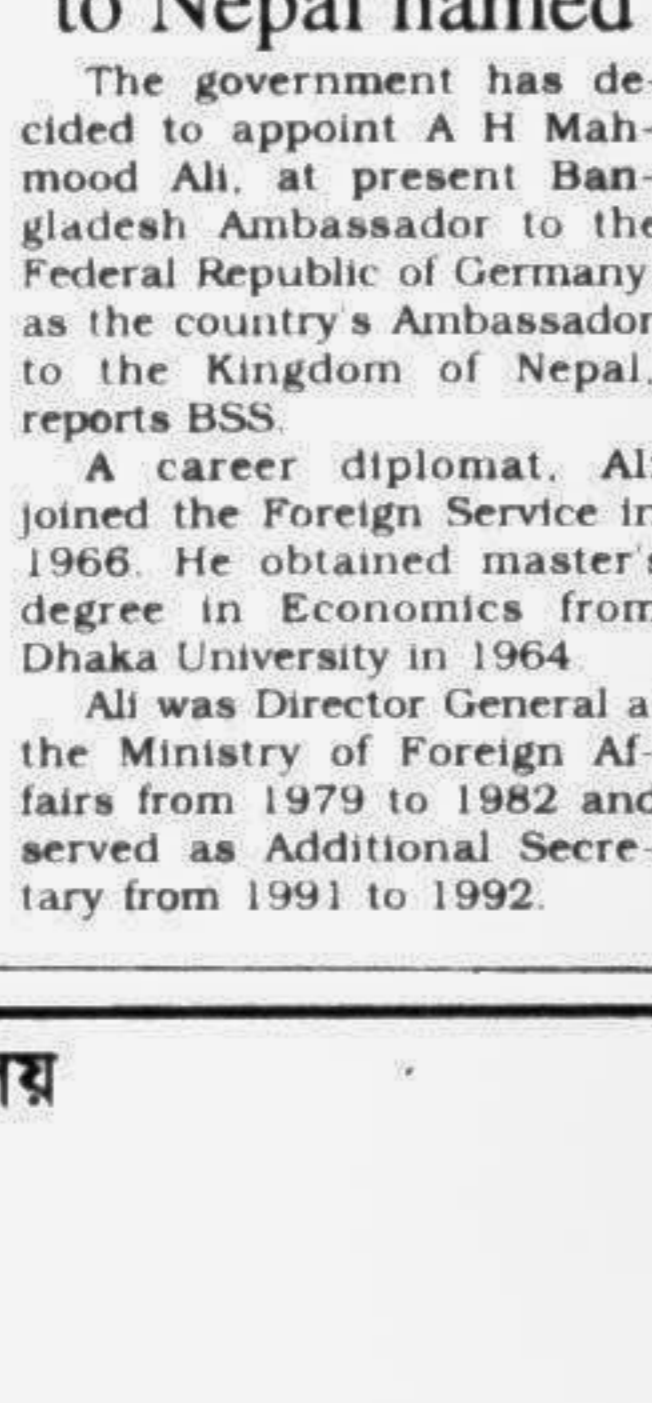 to Nepal named
The government has de-
cided to appoint A H Mah-
mood Ali, at present Ban-
gladesh Ambassador to the
Federal Republic of Germany
as the country's Ambassador
to the Kingdom of Nepal,
reports BSS.
A career diplomat, Ali
joined the Foreign Service in
1966. He obtained master's
degree in Economics from
Dhaka University in 1964
Ali was Director General a
the Ministry of Foreign Af-
fairs from 1979 to 1982 and
served as Additional Secre-
tary from 1991 to 1992.